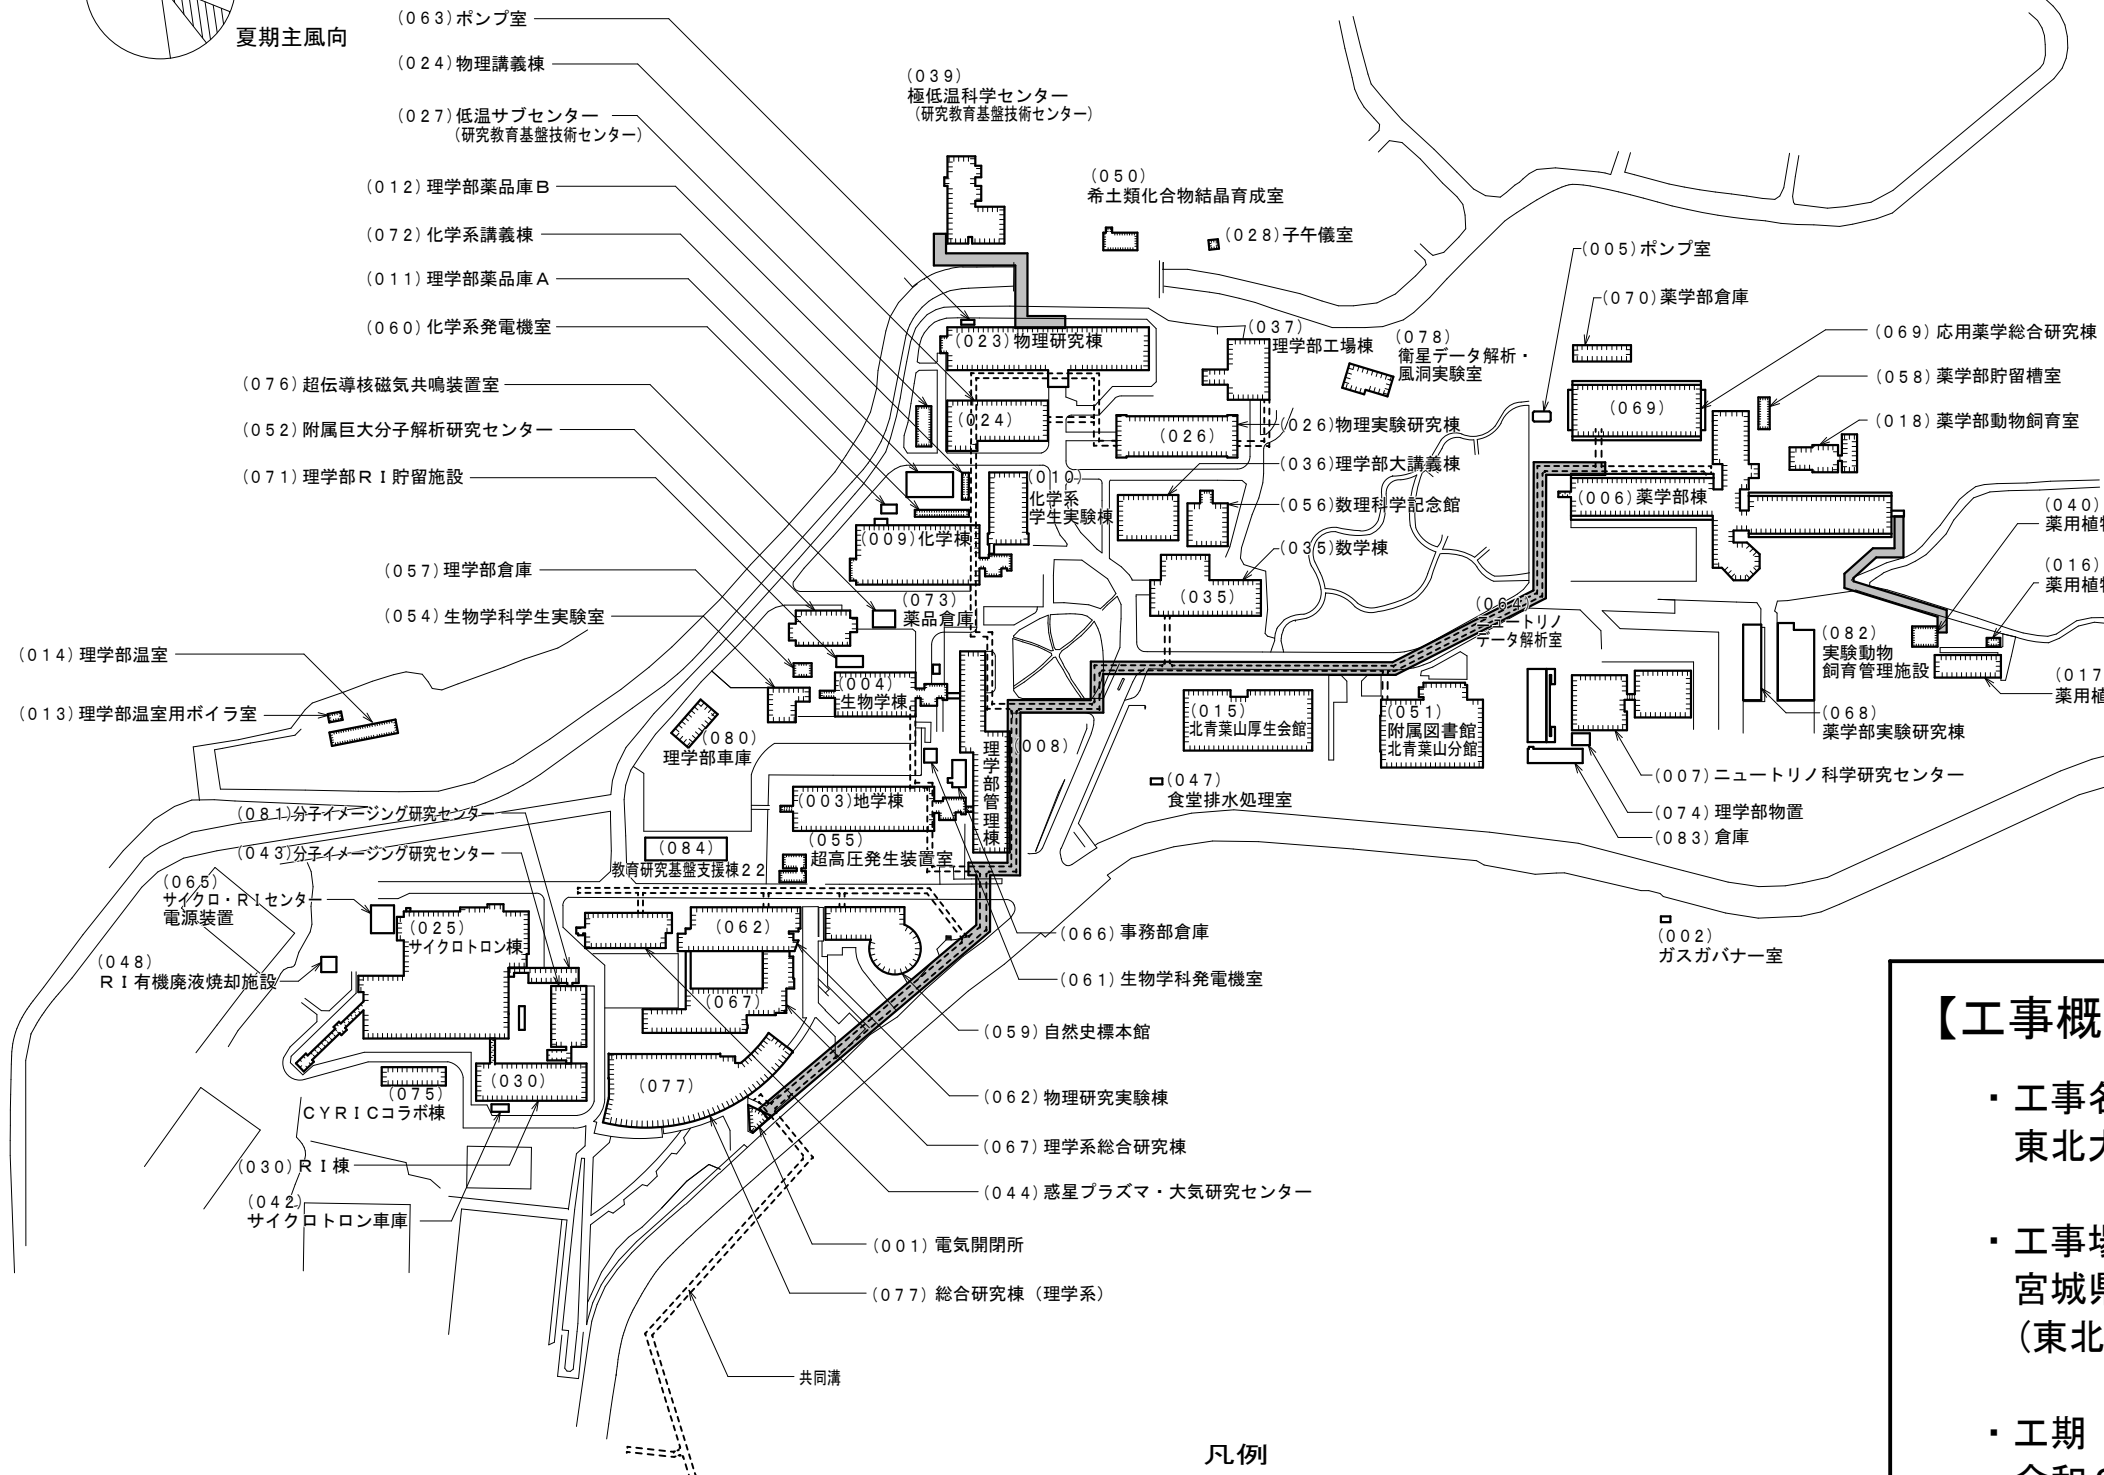 夏期主風向
(063)ポンプ室
(024)物理講義棟
(027)低温サブセンター
(研究教育基盤技術センター)
(012)理学部薬品庫B
(072)化学系講義棟
(011)理学部薬品庫A
(060)化学系発電機室
(076)超伝導核磁気共鳴装置室
(052)附属巨大分子解析研究センター
(071)理学部RI貯留施設
(057)理学部倉庫
(054)生物学科学生実験室
(014)理学部温室
(013)理学部温室用ボイラ室
(039)
極低温科学センター
(研究教育基盤技術センター)
(050)
希土類化合物結晶育成室
(028)子午儀室
(023)物理研究棟
(037)
理学部工場棟
(078)
衛星データ解析・
風洞実験室
(024)
(026)
(026)物理実験研究棟
(036)理学部大講義棟
(056)数理科学記念館
(035)数学棟
(035)
(010)
化学系
学生実験棟
(009)化学棟
(073)
薬品倉庫
(004)
生物学棟
(080)
理学部車庫
(008)
理学部管理棟
(003)地学棟
(055)
超高圧発生装置室
(084)
教育研究基盤支援棟22
(005)ポンプ室
(070)薬学部倉庫
(069)応用薬学総合研究棟
(069)
(058)薬学部貯留槽室
(018)薬学部動物飼育室
(006)薬学部棟
(040)
薬用植物
(016)
薬用植物
(017
薬用植
(064)
ニュートリノ
データ解析室
(082)
実験動物
飼育管理施設
(068)
薬学部実験研究棟
(015)
北青葉山厚生会館
(051)
附属図書館
北青葉山分館
(047)
食堂排水処理室
(007)ニュートリノ科学研究センター
(074)理学部物置
(083)倉庫
(002)
ガスガバナー室
(081)分子イメージング研究センター
(043)分子イメージング研究センター
(065)
サイクロ・RIセンター
電源装置
(025)
サイクロトロン棟
(048)
RI有機廃液焼却施設
(062)
(067)
(077)
(030)
(075)
CYRICコラボ棟
(030)RI棟
(042)
サイクロトロン車庫
(066)事務部倉庫
(061)生物学科発電機室
(059)自然史標本館
(062)物理研究実験棟
(067)理学系総合研究棟
(044)惑星プラズマ・大気研究センター
(001)電気開閉所
(077)総合研究棟(理学系)
共同溝
凡例
【工事概
・工事名
東北大
・工事場
宮城県
(東北
・工期